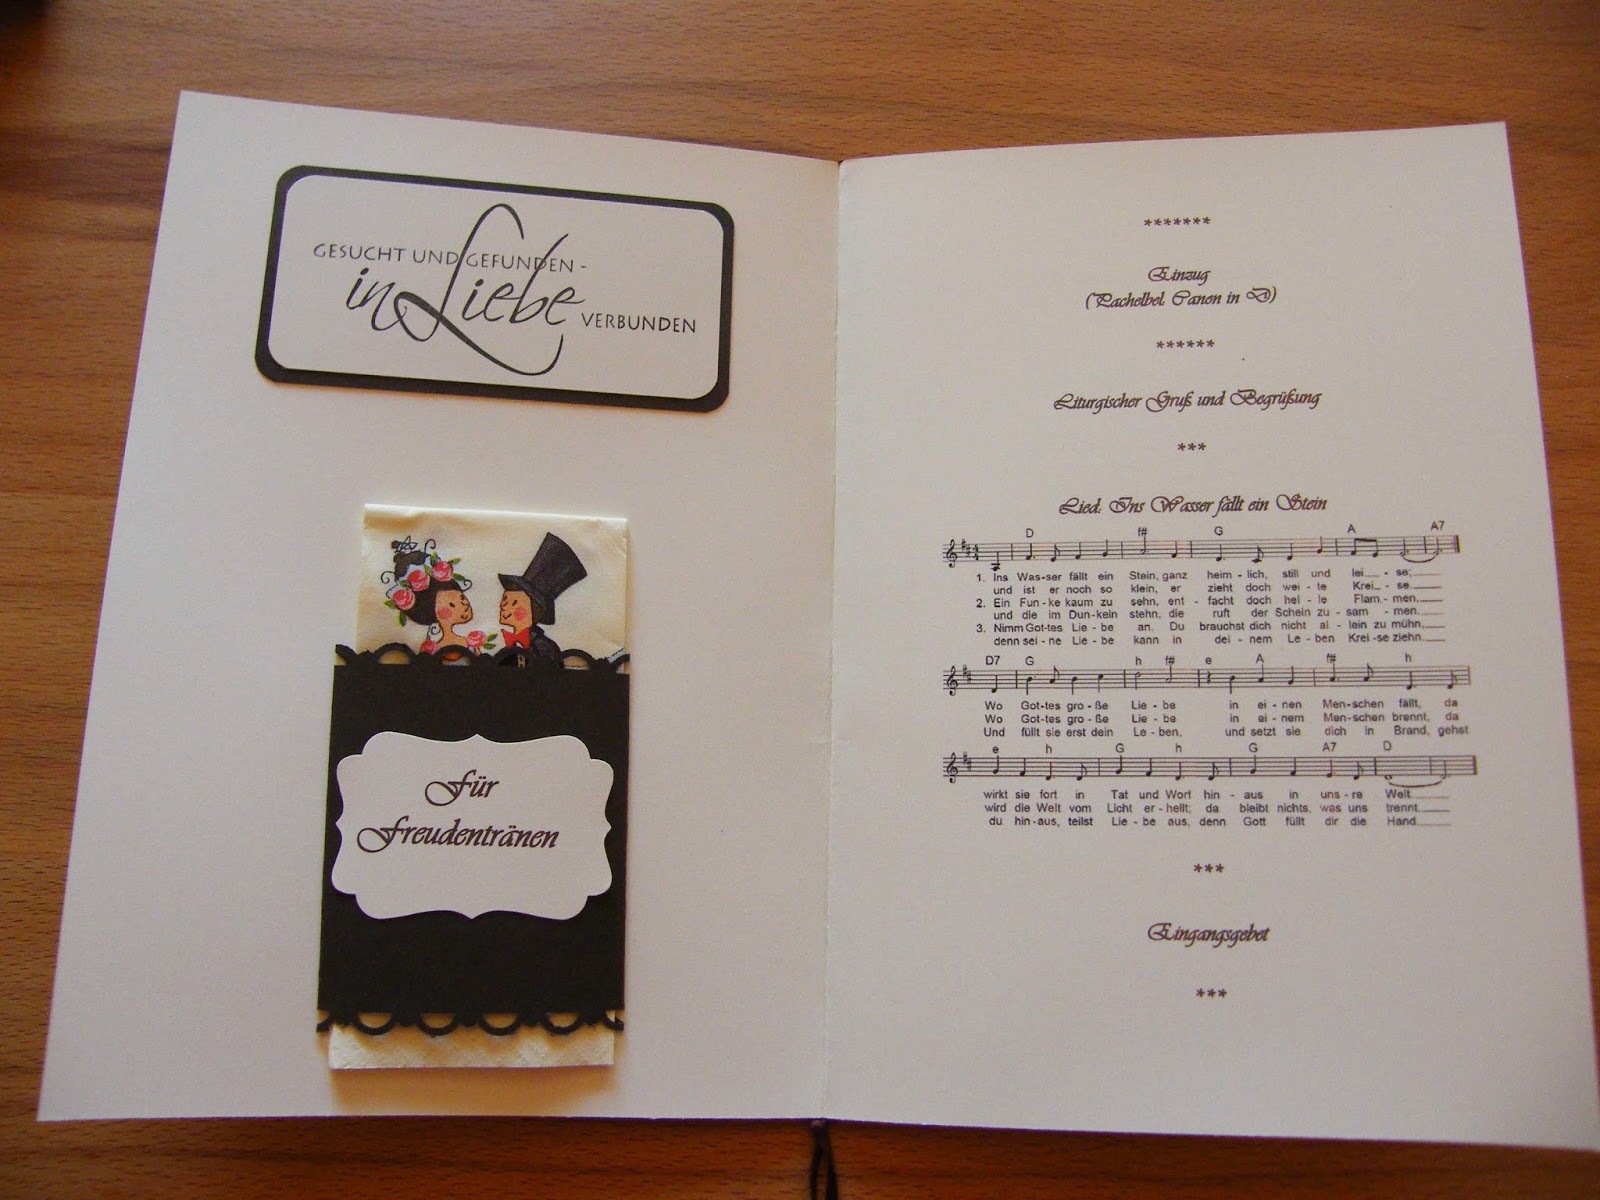 GESUCHT UND GEFUNDEN -
in Liebe VERBUNDEN
Für
Freudentränen
*******
Einzug
(Pachelbel: Canon in D)
******
Liturgischer Gruß und Begrüßung
***
Lied: Ins Wasser fällt ein Stein
D f# G A A7
1. Ins Was-ser fällt ein Stein, ganz heim - lich, still und lei - se;
und ist er noch so klein, er zieht doch wei - te Krei - se.
2. Ein Fun - ke kaum zu sehn, ent - facht doch hel - le Flam - men,
und die im Dun - keln stehn, die ruft der Schein zu - sam - men.
3. Nimm Got-tes Lie - be an. Du brauchst dich nicht al - lein zu mühn,
denn sei - ne Lie - be kann in dei - nem Le - ben Krei - se ziehn.
D7 G h f# e A f# h
Wo Got-tes gro - ße Lie - be in ei - nen Men-schen fällt, da
Wo Got-tes gro - ße Lie - be in ei - nem Men-schen brennt, da
Und füllt sie erst dein Le - ben, und setzt sie dich in Brand, gehst
e h G h G A7 D
wirkt sie fort in Tat und Wort hin - aus in uns - re Welt.
wird die Welt vom Licht er - hellt; da bleibt nichts, was uns trennt.
du hin - aus, teilst Lie - be aus, denn Gott füllt dir die Hand.
***
Eingangsgebet
***